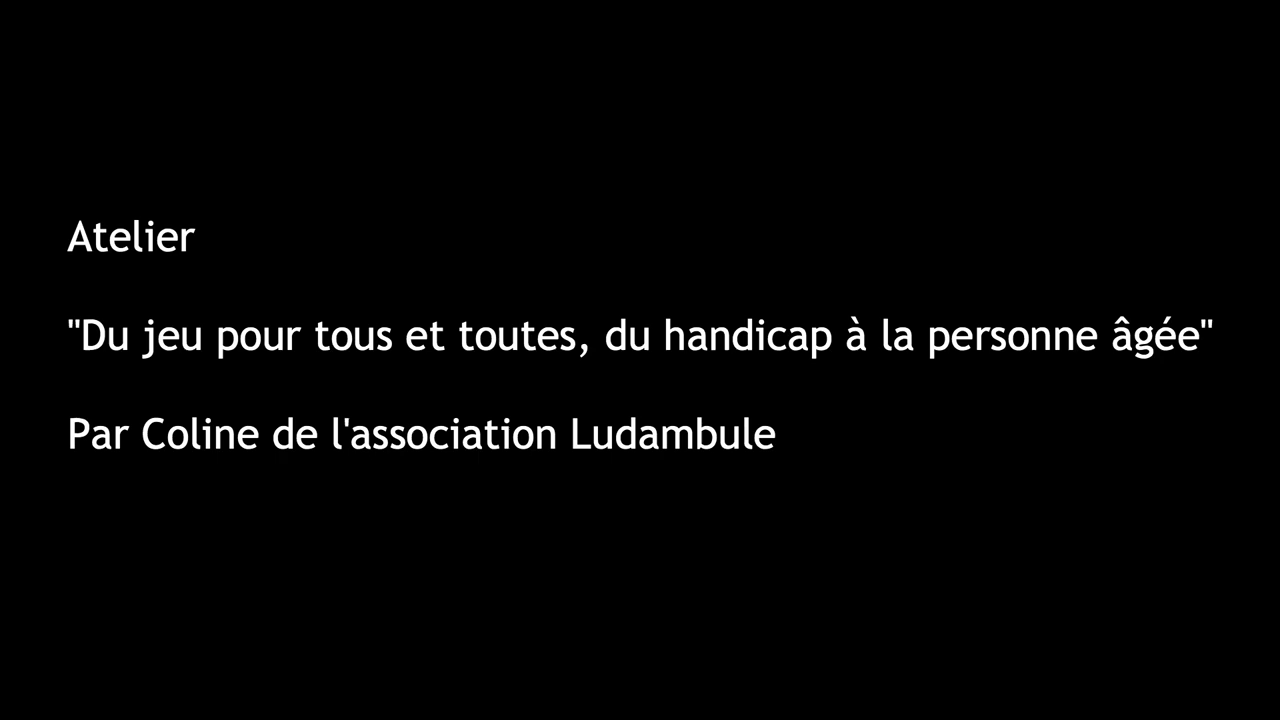 Atelier
"Du jeu pour tous et toutes, du handicap à la personne âgée"
Par Coline de l'association Ludambule